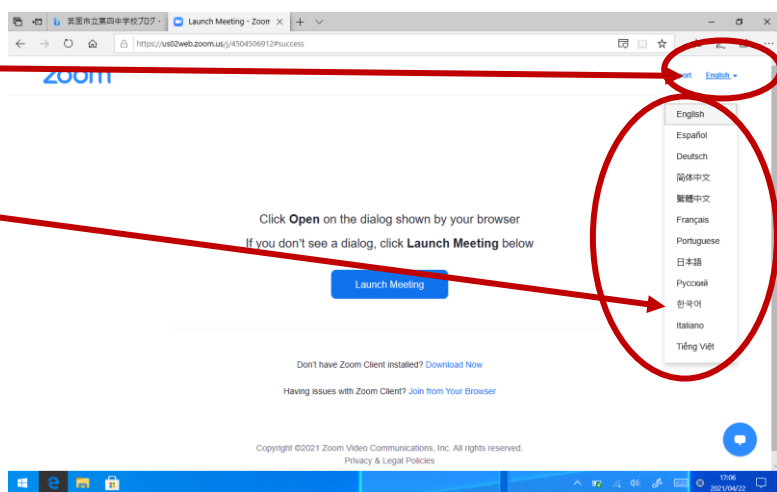 箕面市立第四中学校ブログ -
Launch Meeting - Zoom
https://us02web.zoom.us/j/4504506912#success
zoom
English
English
Español
Deutsch
简体中文
繁體中文
Français
Portuguese
日本語
Русский
한국어
Italiano
Tiếng Việt
Click Open on the dialog shown by your browser
If you don't see a dialog, click Launch Meeting below
Launch Meeting
Don't have Zoom Client installed? Download Now
Having issues with Zoom Client? Join from Your Browser
Copyright ©2021 Zoom Video Communications, Inc. All rights reserved.
Privacy & Legal Policies
17:06
2021/04/22